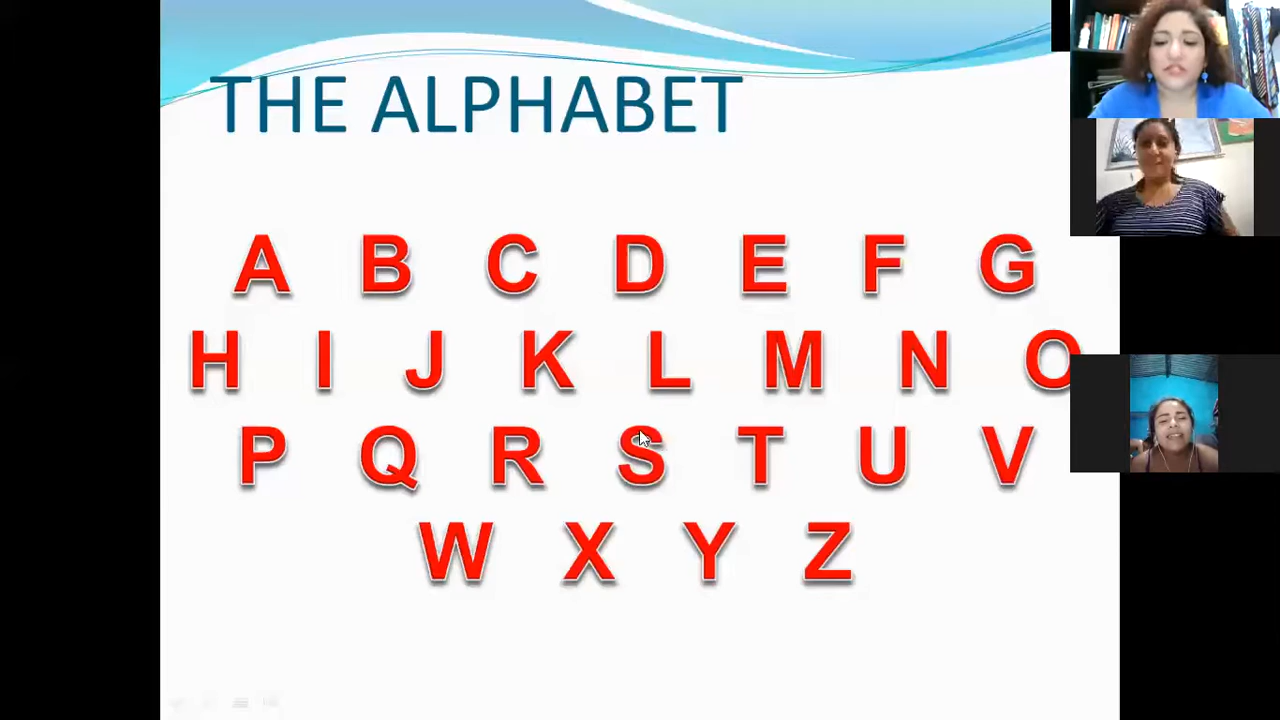 THE ALPHABET
A B C D E F G
H I J K L M N O
P Q R S T U V
W X Y Z